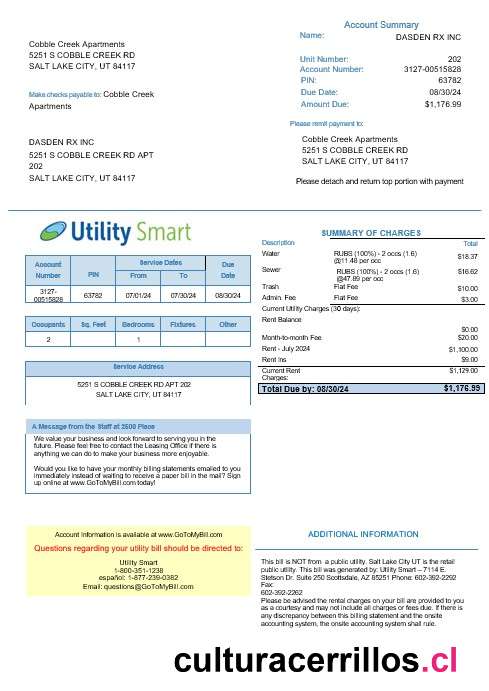 Account Summary
Name: DASDEN RX INC
Cobble Creek Apartments
5251 S COBBLE CREEK RD
SALT LAKE CITY, UT 84117
Unit Number: 202
Account Number: 3127-00515828
PIN: 63782
Due Date: 08/30/24
Amount Due: $1,176.99
Make checks payable to: Cobble Creek
Apartments
Please remit payment to:
Cobble Creek Apartments
5251 S COBBLE CREEK RD
SALT LAKE CITY, UT 84117
DASDEN RX INC
5251 S COBBLE CREEK RD APT
202
SALT LAKE CITY, UT 84117
Please detach and return top portion with payment
Utility Smart
Account Number PIN Service Dates From To Due Date
3127-00515828 63782 07/01/24 07/30/24 08/30/24
Occupants Sq. Feet Bedrooms Fixtures Other
2 1
Service Address
5251 S COBBLE CREEK RD APT 202
SALT LAKE CITY, UT 84117
A Message from the Staff at 2500 Place
We value your business and look forward to serving you in the
future. Please feel free to contact the Leasing Office if there is
anything we can do to make your business more enjoyable.
Would you like to have your monthly billing statements emailed to you
immediately instead of waiting to receive a paper bill in the mail? Sign
up online at www.GoToMyBill.com today!
SUMMARY OF CHARGES
Description Total
Water RUBS (100%) - 2 occs (1.6) @11.48 per occ $18.37
Sewer RUBS (100%) - 2 occs (1.6) @47.89 per occ $16.62
Trash Flat Fee $10.00
Admin. Fee Flat Fee $3.00
Current Utility Charges (30 days):
Rent Balance $0.00
Month-to-month Fee $20.00
Rent - July 2024 $1,100.00
Rent Ins $9.00
Current Rent Charges: $1,129.00
Total Due by: 08/30/24 $1,176.99
Account Information is available at www.GoToMyBill.com
Questions regarding your utility bill should be directed to:
Utility Smart
1-800-351-1238
español: 1-877-239-0382
Email: questions@GoToMyBill.com
ADDITIONAL INFORMATION
This bill is NOT from a public utility. Salt Lake City UT is the retail
public utility. This bill was generated by: Utility Smart – 7114 E.
Stetson Dr. Suite 250 Scottsdale, AZ 85251 Phone: 602-392-2292
Fax:
602-392-2262
Please be advised the rental charges on your bill are provided to you
as a courtesy and may not include all charges or fees due. If there is
any discrepancy between this billing statement and the onsite
accounting system, the onsite accounting system shall rule.
culturacerrillos.cl